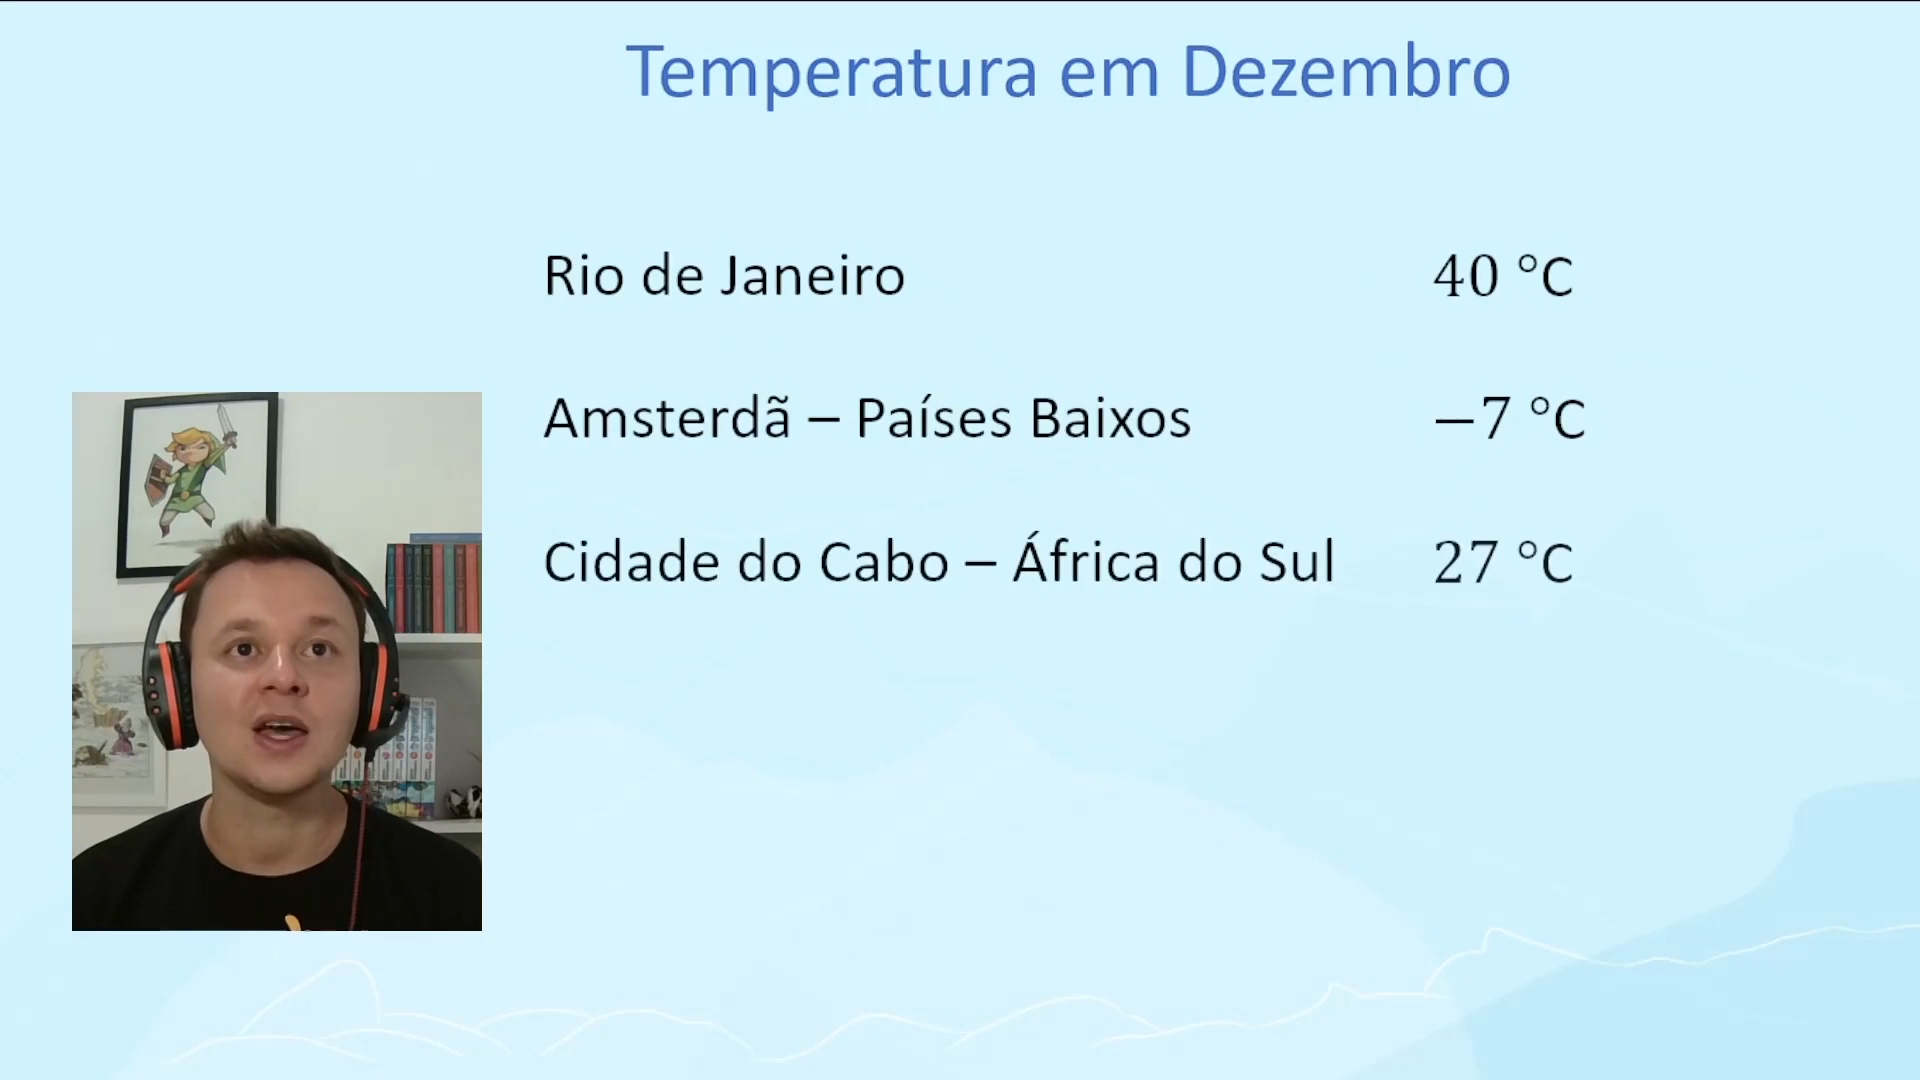 Temperatura em Dezembro
Rio de Janeiro 40 °C
Amsterdã – Países Baixos −7 °C
Cidade do Cabo – África do Sul 27 °C